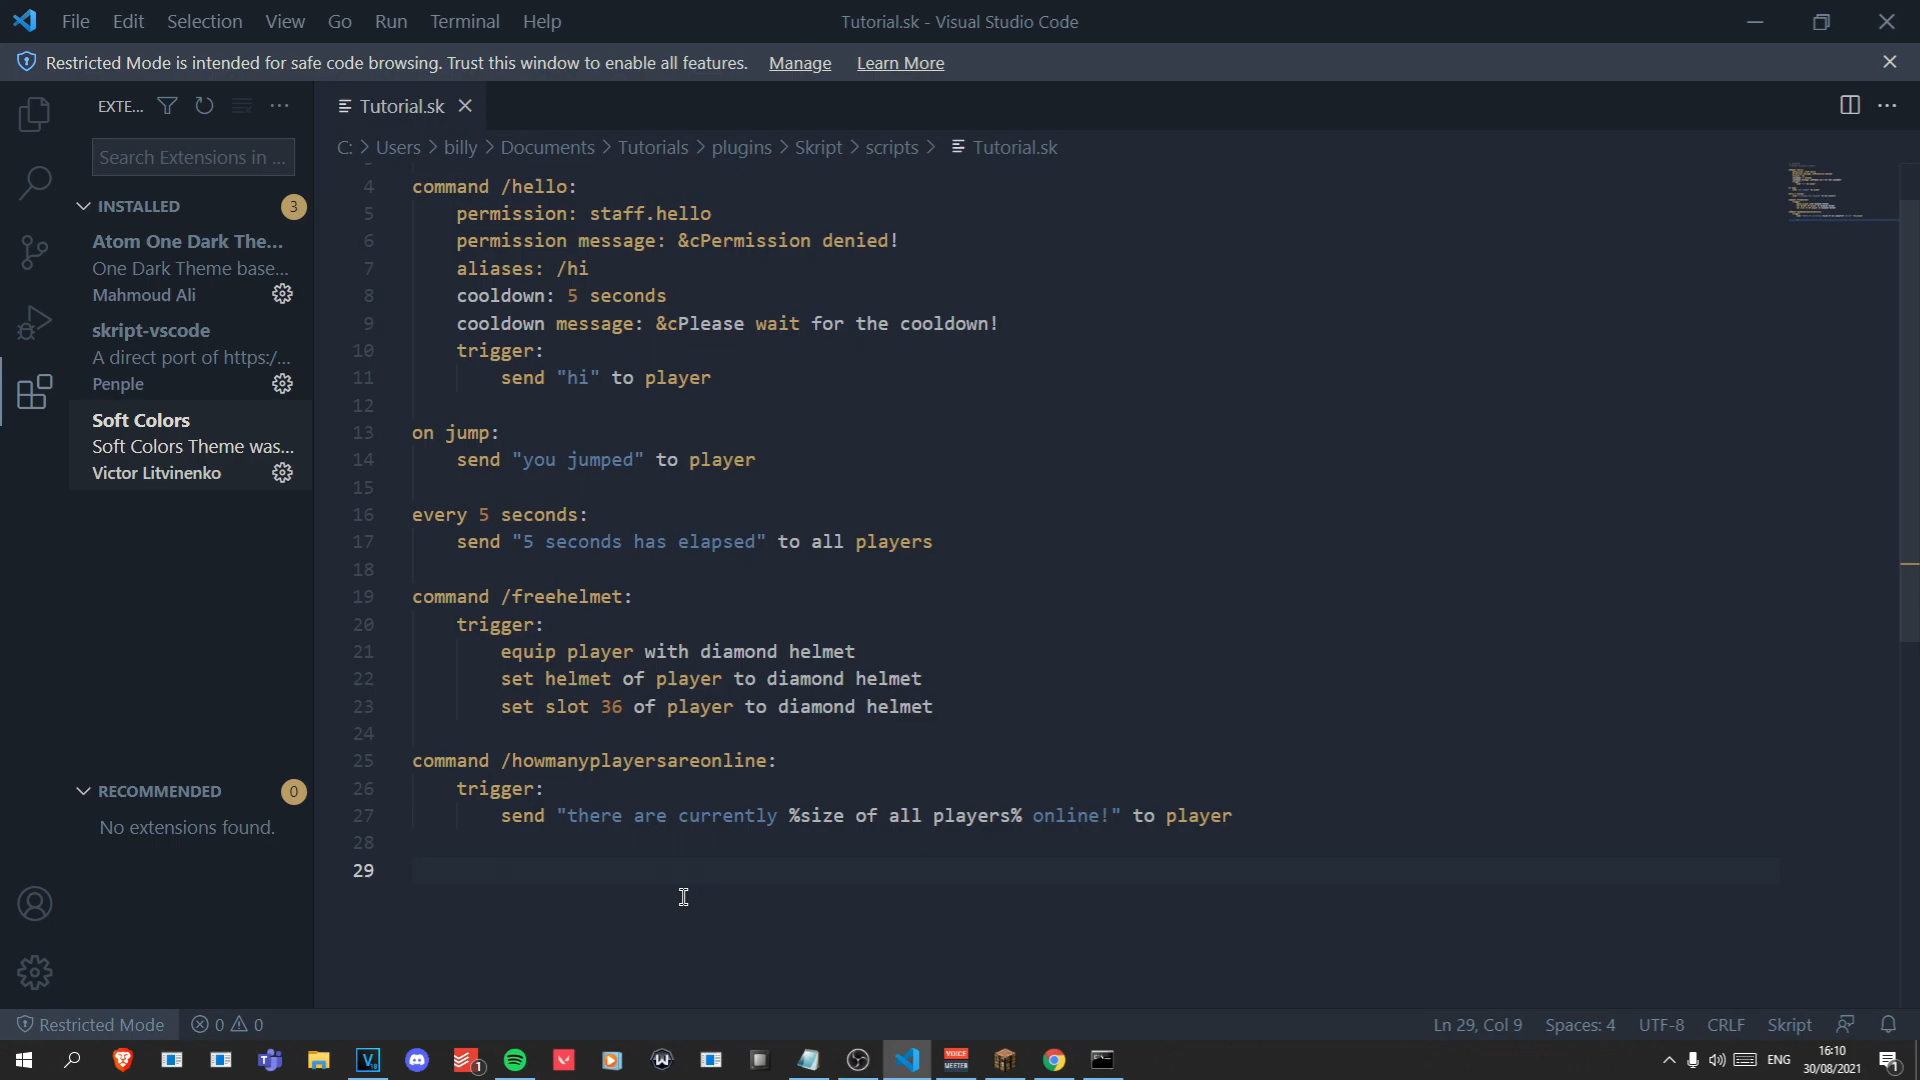 File Edit Selection View Go Run Terminal Help
Tutorial.sk - Visual Studio Code
Restricted Mode is intended for safe code browsing. Trust this window to enable all features. Manage Learn More
EXTE...
Tutorial.sk
Search Extensions in ...
C: > Users > billy > Documents > Tutorials > plugins > Skript > scripts > Tutorial.sk
INSTALLED 3
Atom One Dark The...
One Dark Theme base...
Mahmoud Ali
skript-vscode
A direct port of https:/...
Penple
Soft Colors
Soft Colors Theme was...
Victor Litvinenko
RECOMMENDED 0
No extensions found.
4 command /hello:
5 permission: staff.hello
6 permission message: &cPermission denied!
7 aliases: /hi
8 cooldown: 5 seconds
9 cooldown message: &cPlease wait for the cooldown!
10 trigger:
11 send "hi" to player
12
13 on jump:
14 send "you jumped" to player
15
16 every 5 seconds:
17 send "5 seconds has elapsed" to all players
18
19 command /freehelmet:
20 trigger:
21 equip player with diamond helmet
22 set helmet of player to diamond helmet
23 set slot 36 of player to diamond helmet
24
25 command /howmanyplayersareonline:
26 trigger:
27 send "there are currently %size of all players% online!" to player
28
29
Restricted Mode 0 0
Ln 29, Col 9 Spaces: 4 UTF-8 CRLF Skript
1
VOICE
MEETER
ENG
16:10
30/08/2021
1